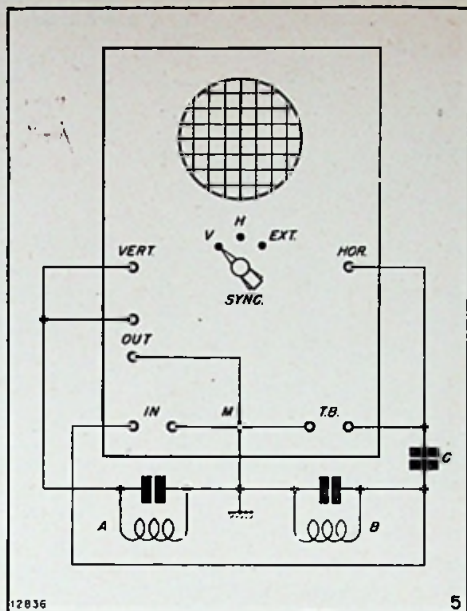 H
V EXT.
VERT. HOR.
SYNC.
OUT
IN M T.B.
C
A B
12836 5